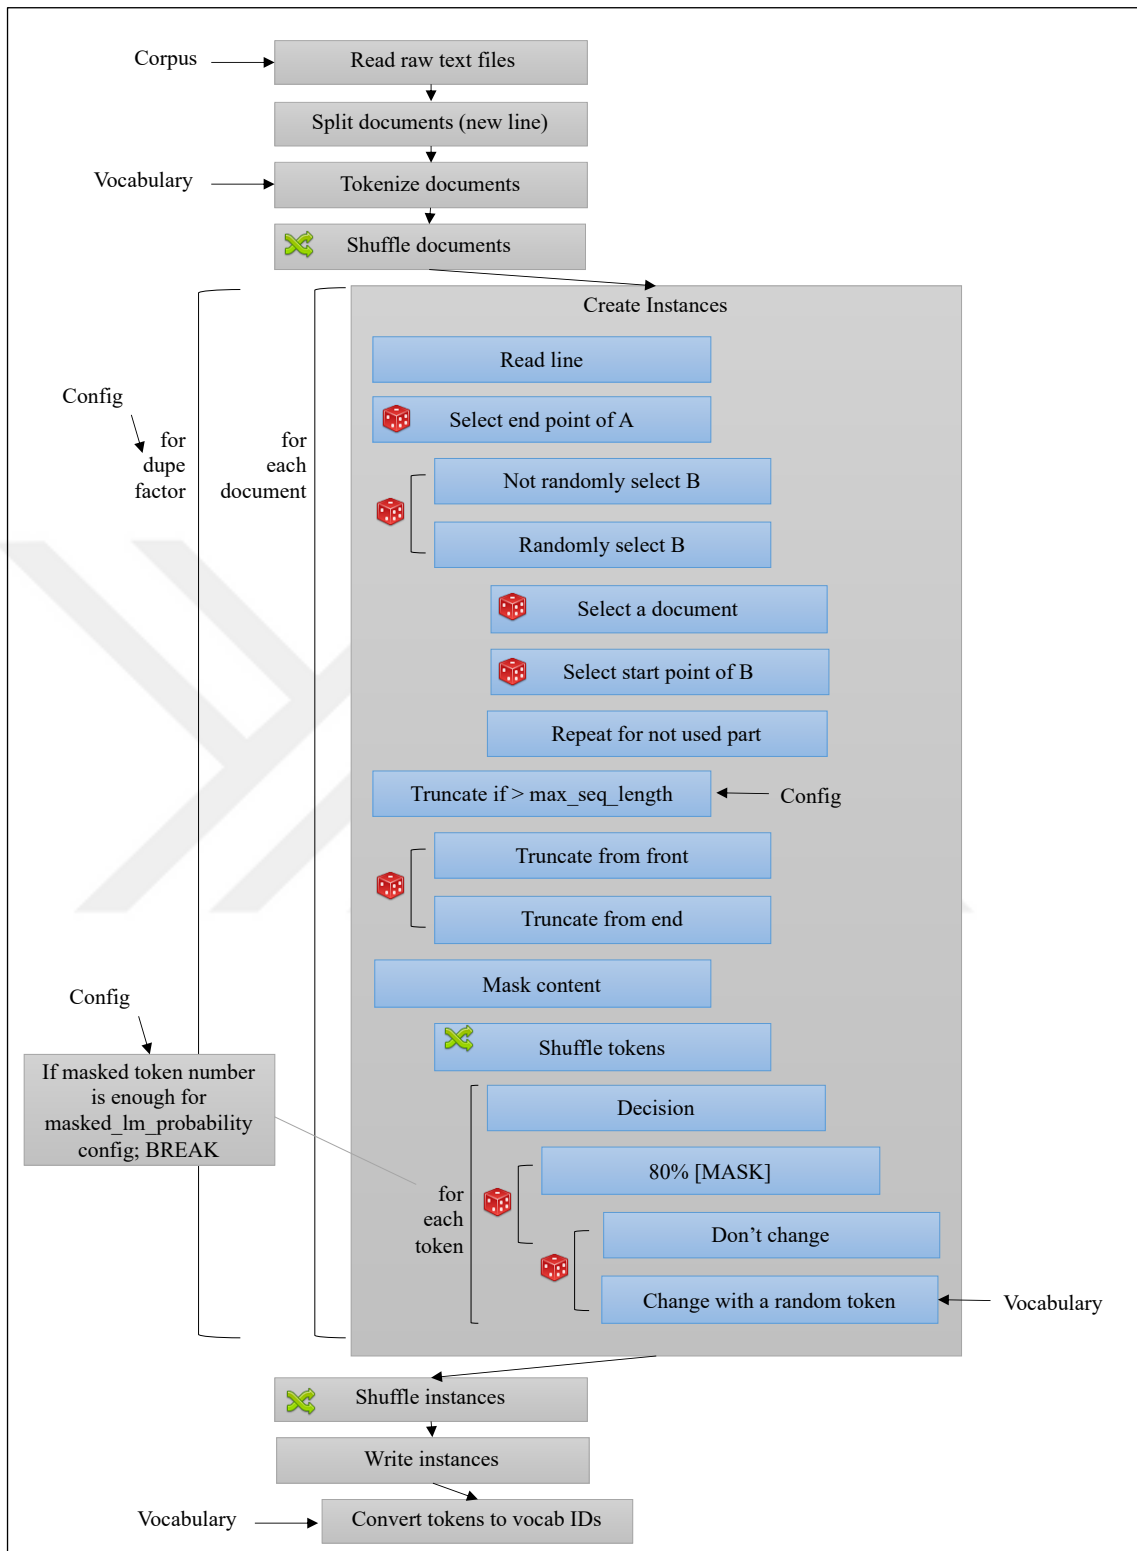 Corpus
Read raw text files
Split documents (new line)
Vocabulary
Tokenize documents
Shuffle documents
Create Instances
Read line
Config
Select end point of A
for
dupe
factor
for
each
document
Not randomly select B
Randomly select B
Select a document
Select start point of B
Repeat for not used part
Truncate if > max_seq_length
Config
Truncate from front
Truncate from end
Mask content
Config
Shuffle tokens
If masked token number
is enough for
masked_lm_probability
config; BREAK
Decision
80% [MASK]
for
each
token
Don’t change
Change with a random token
Vocabulary
Shuffle instances
Write instances
Vocabulary
Convert tokens to vocab IDs